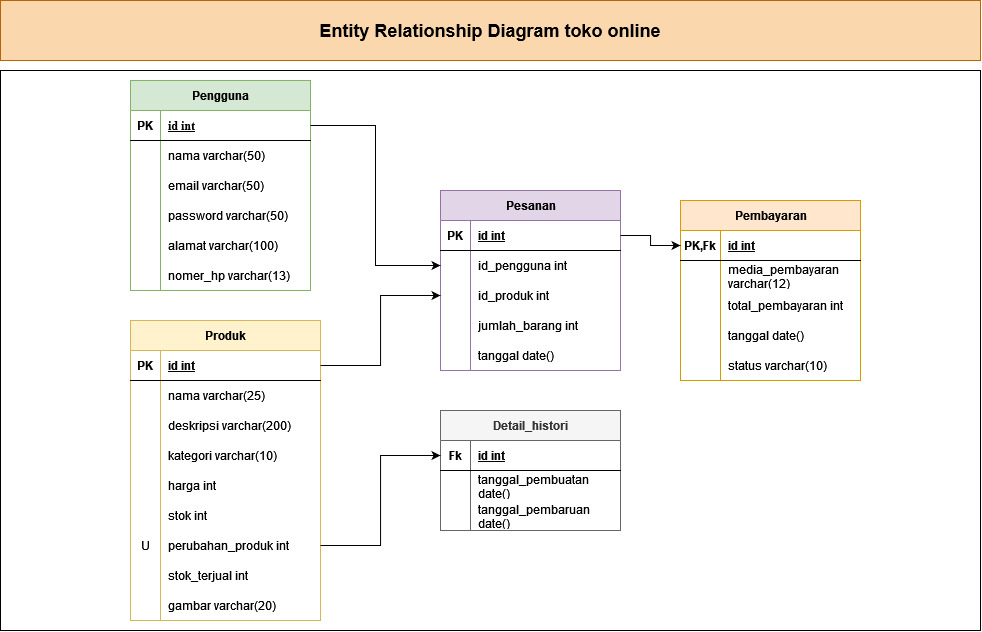 Entity Relationship Diagram toko online
Pengguna
PK id int
nama varchar(50)
email varchar(50)
password varchar(50)
alamat varchar(100)
nomer_hp varchar(13)
Produk
PK id int
nama varchar(25)
deskripsi varchar(200)
kategori varchar(10)
harga int
stok int
U perubahan_produk int
stok_terjual int
gambar varchar(20)
Pesanan
PK id int
id_pengguna int
id_produk int
jumlah_barang int
tanggal date()
Detail_histori
Fk id int
tanggal_pembuatan
date()
tanggal_pembaruan
date()
Pembayaran
PK,Fk id int
media_pembayaran
varchar(12)
total_pembayaran int
tanggal date()
status varchar(10)